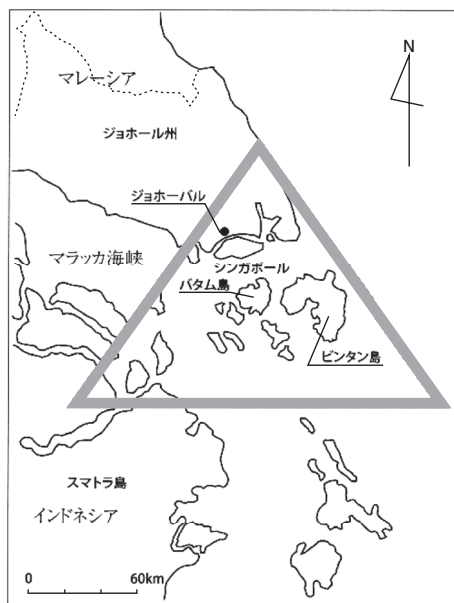 N
マレーシア
ジョホール州
ジョホーバル
マラッカ海峡
シンガポール
バタム島
ビンタン島
スマトラ島
インドネシア
0 60km